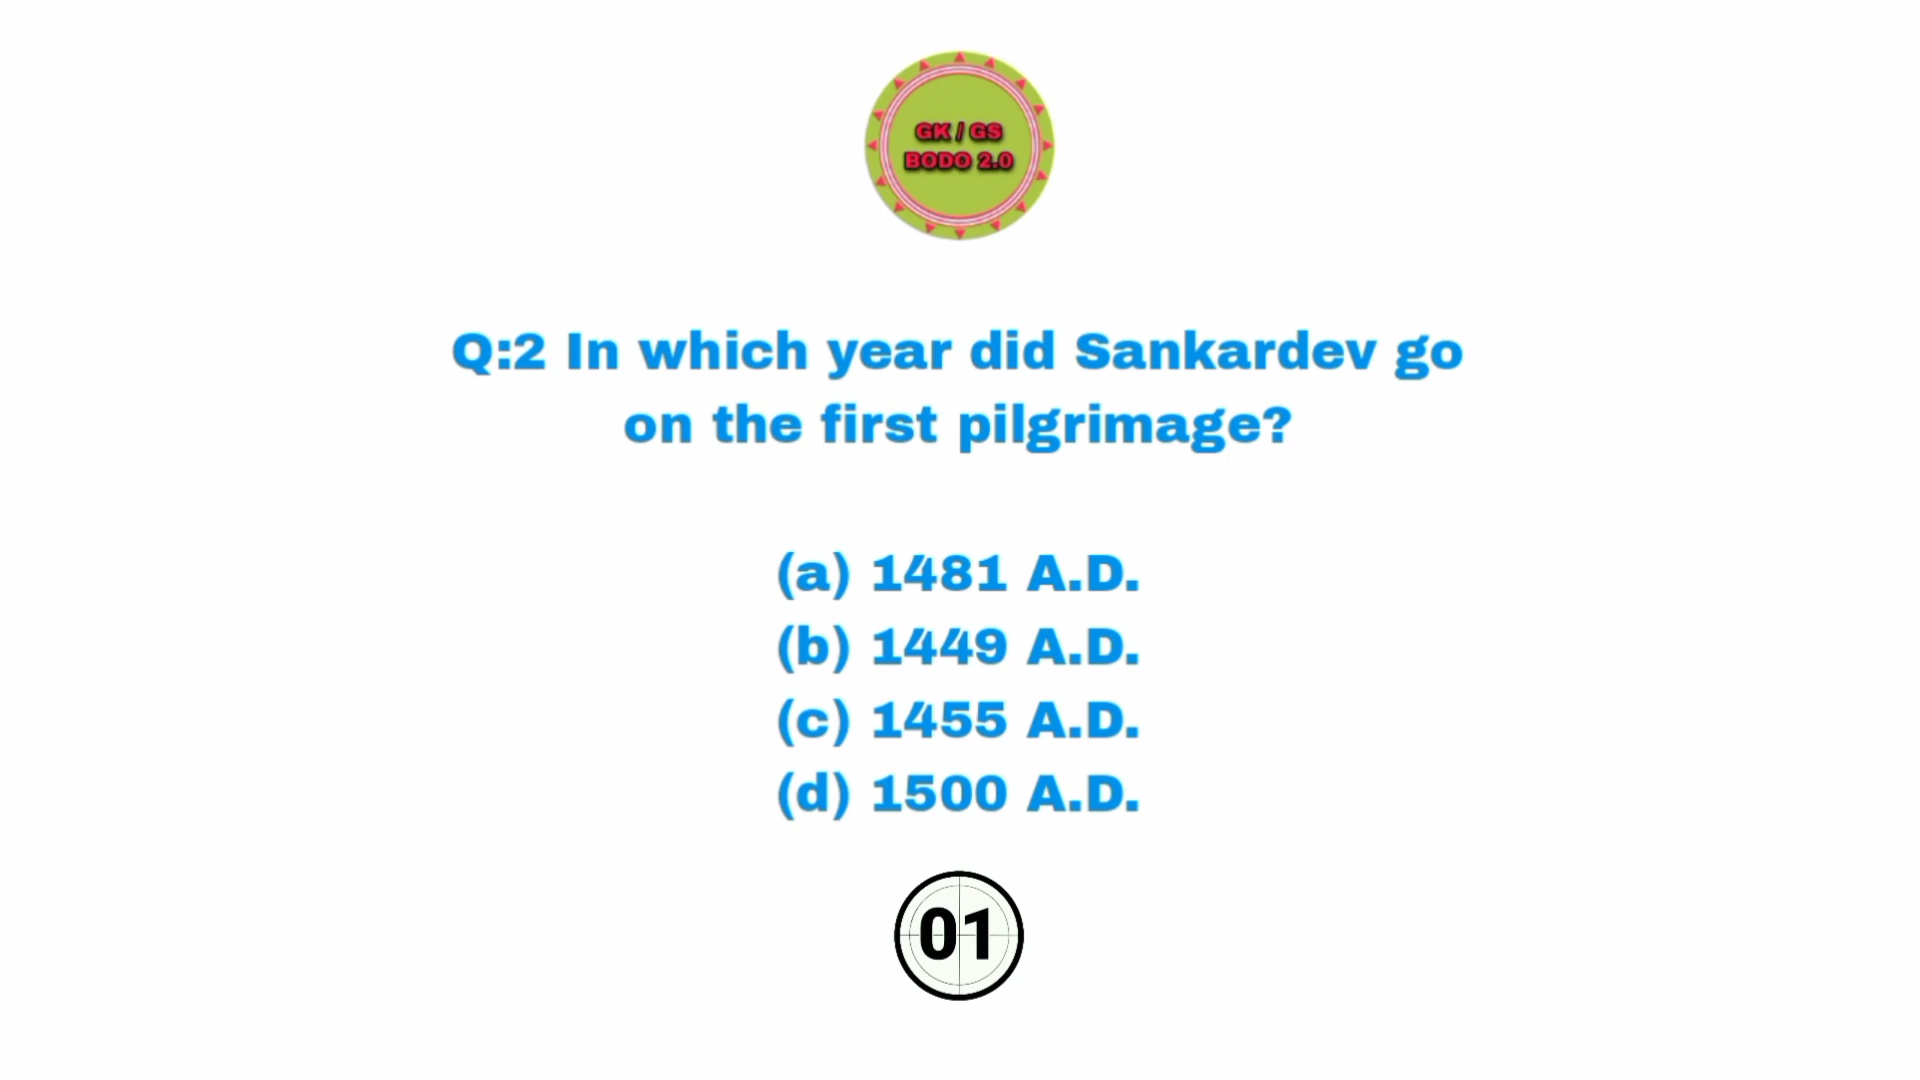 GK / GS
BODO 2.0
Q:2 In which year did Sankardev go
on the first pilgrimage?
(a) 1481 A.D.
(b) 1449 A.D.
(c) 1455 A.D.
(d) 1500 A.D.
01